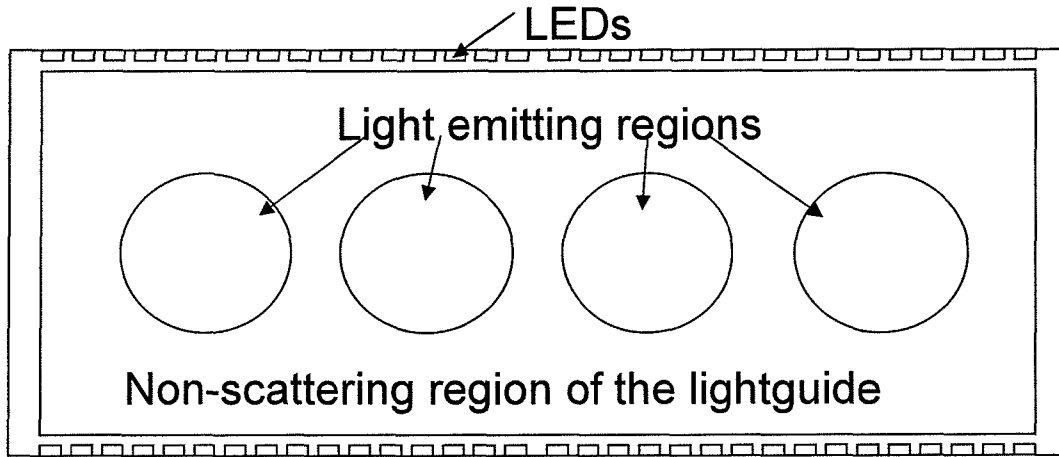 LEDs
Light emitting regions
Non-scattering region of the lightguide